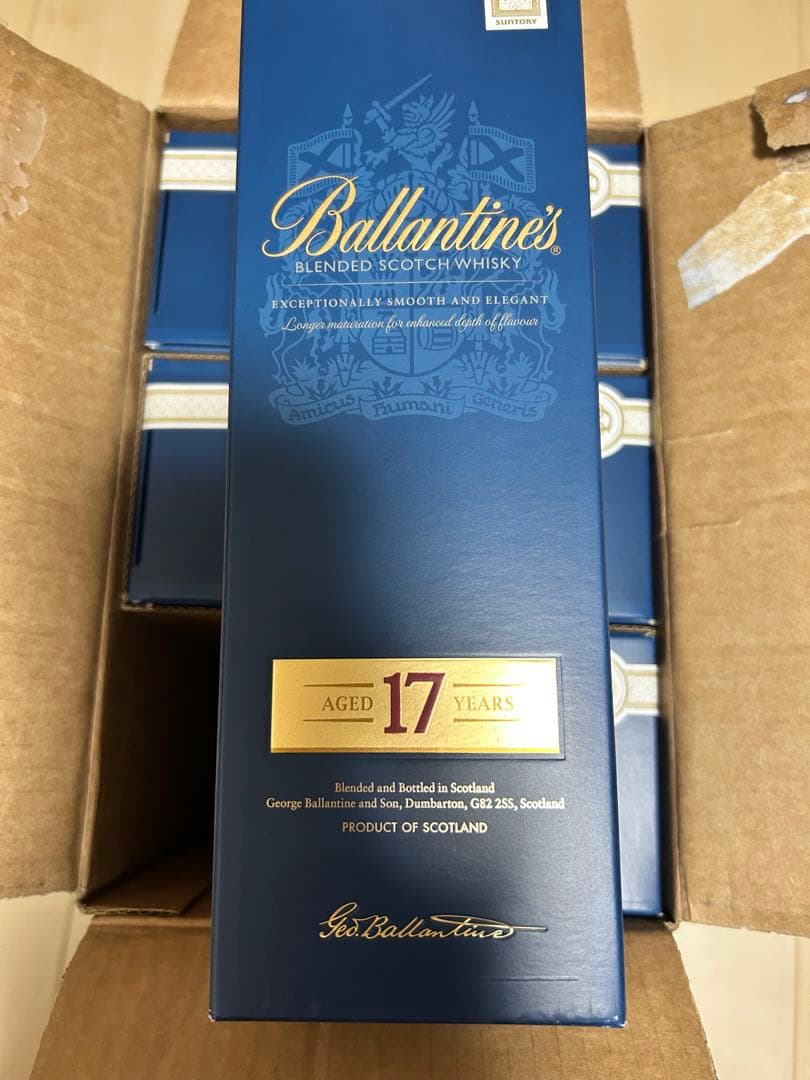 SUNTORY
Ballantine's®
BLENDED SCOTCH WHISKY
EXCEPTIONALLY SMOOTH AND ELEGANT
Longer maturation for enhanced depth of flavour
Amicus Humani Generis
AGED 17 YEARS
Blended and Bottled in Scotland
George Ballantine and Son, Dumbarton, G82 2SS, Scotland
PRODUCT OF SCOTLAND
Geo. Ballantine